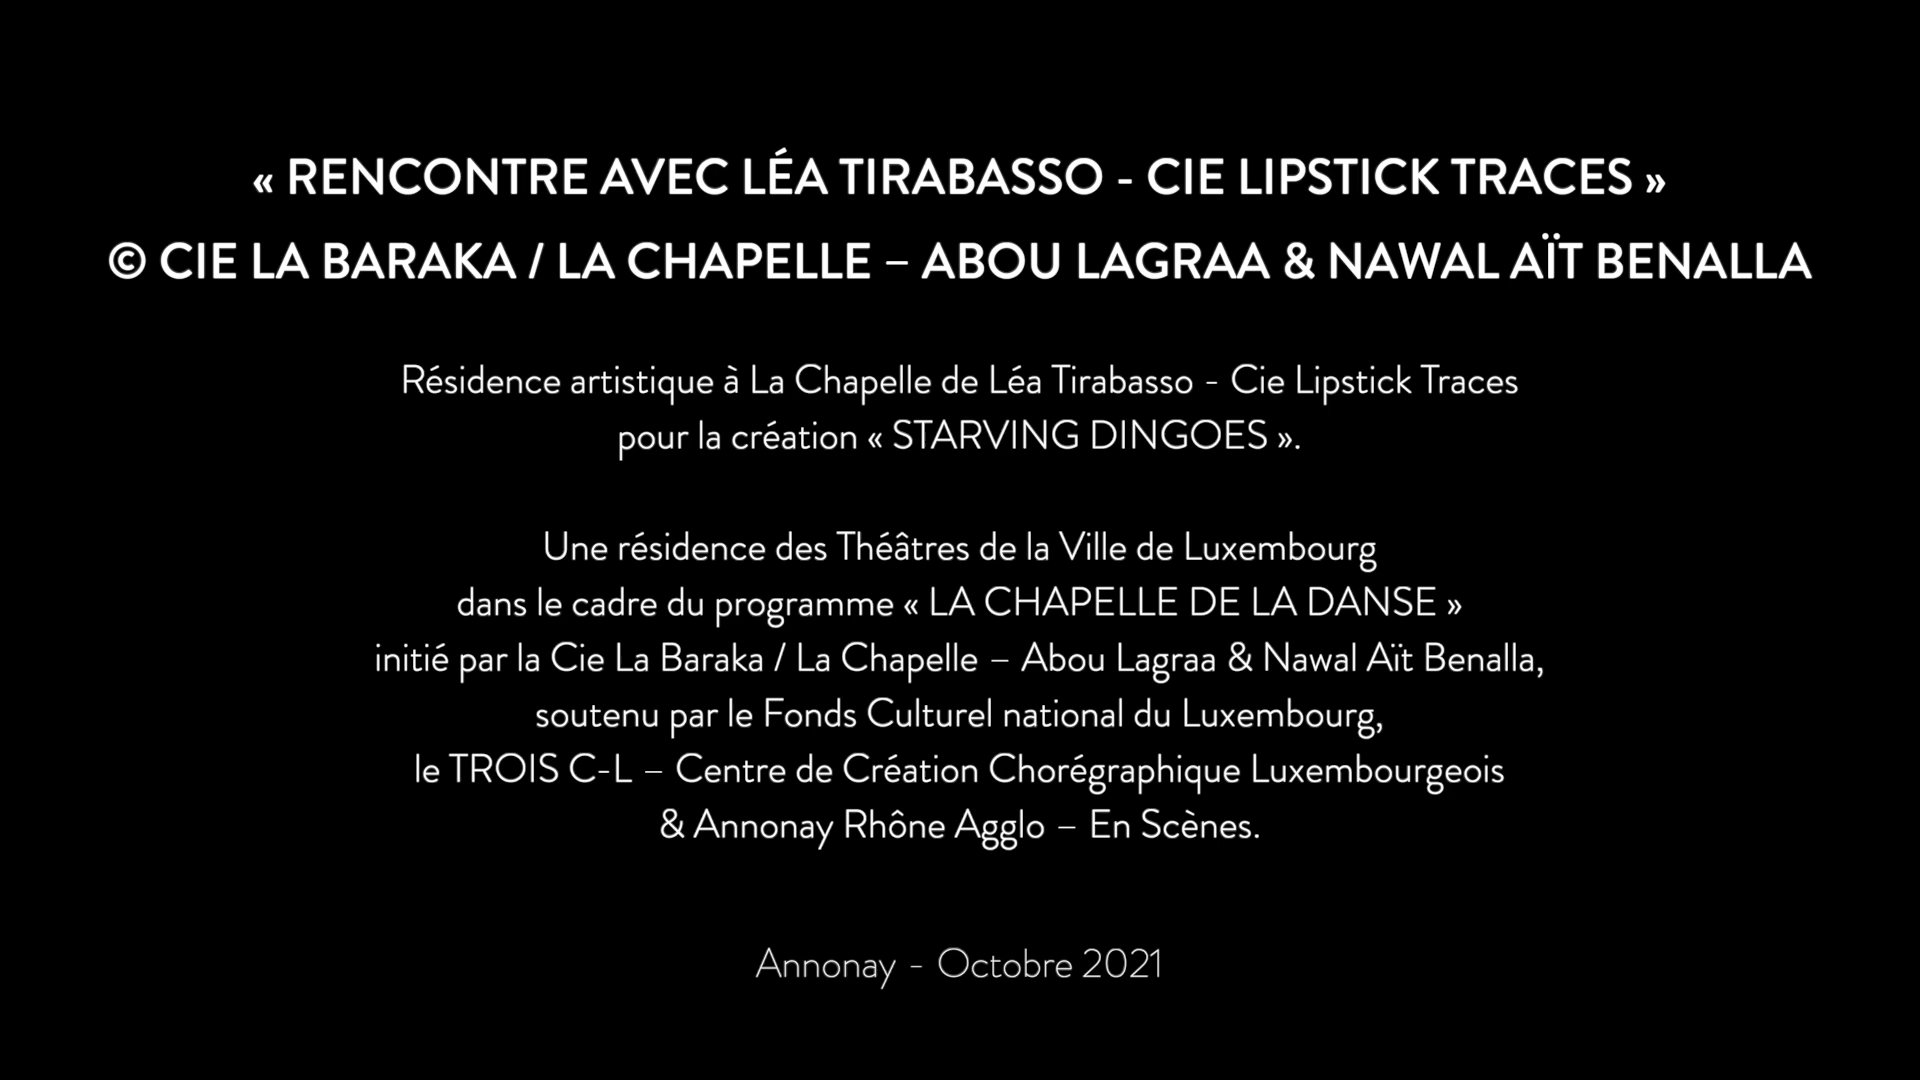 « RENCONTRE AVEC LÉA TIRABASSO - CIE LIPSTICK TRACES »
© CIE LA BARAKA / LA CHAPELLE – ABOU LAGRAA & NAWAL AÏT BENALLA
Résidence artistique à La Chapelle de Léa Tirabasso - Cie Lipstick Traces
pour la création « STARVING DINGOES ».
Une résidence des Théâtres de la Ville de Luxembourg
dans le cadre du programme « LA CHAPELLE DE LA DANSE »
initié par la Cie La Baraka / La Chapelle – Abou Lagraa & Nawal Aït Benalla,
soutenu par le Fonds Culturel national du Luxembourg,
le TROIS C-L – Centre de Création Chorégraphique Luxembourgeois
& Annonay Rhône Agglo – En Scènes.
Annonay - Octobre 2021